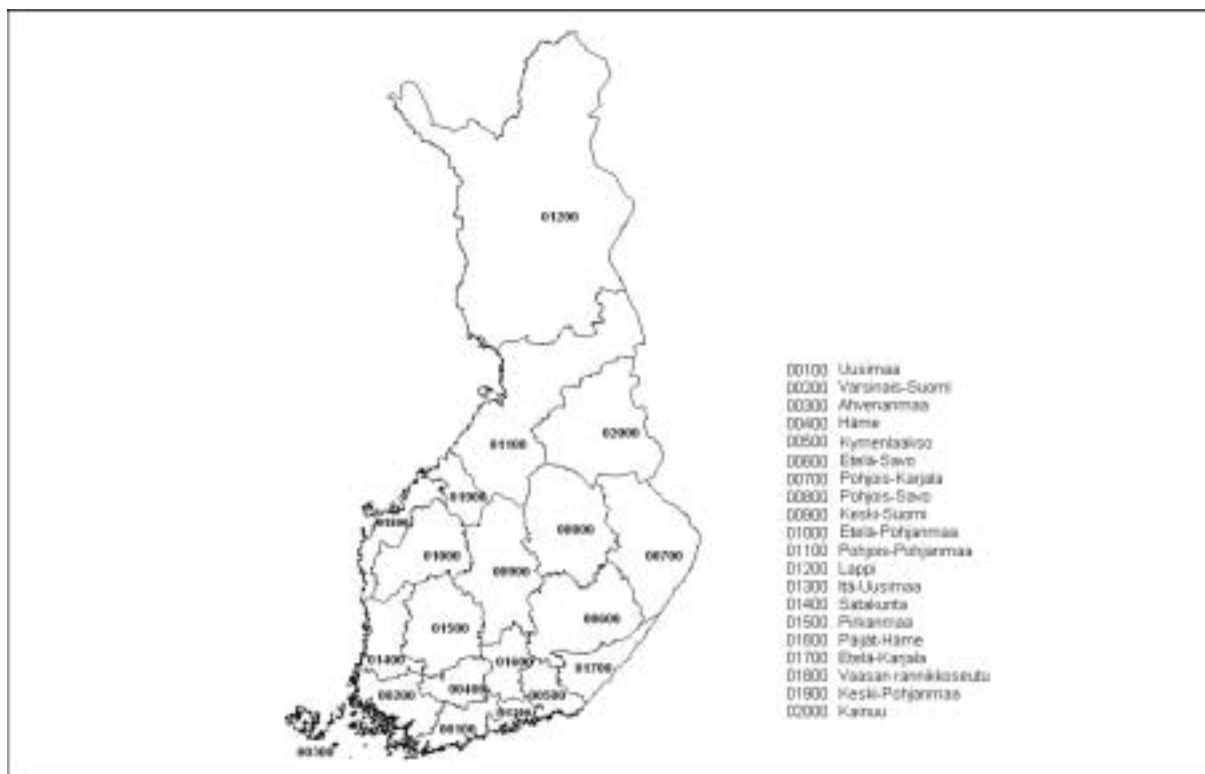 01200
02000
01100
01900
01800
00800
01000
00700
00900
00600
01500
01400
01600
01700
00200
00400
00500
01300
00100
00300
00100 Uusimaa
00200 Varsinais-Suomi
00300 Ahvenanmaa
00400 Häme
00500 Kymenlaakso
00600 Etelä-Savo
00700 Pohjois-Karjala
00800 Pohjois-Savo
00900 Keski-Suomi
01000 Etelä-Pohjanmaa
01100 Pohjois-Pohjanmaa
01200 Lappi
01300 Itä-Uusimaa
01400 Satakunta
01500 Pirkanmaa
01600 Päijät-Häme
01700 Etelä-Karjala
01800 Vaasan rannikkoseutu
01900 Keski-Pohjanmaa
02000 Kainuu